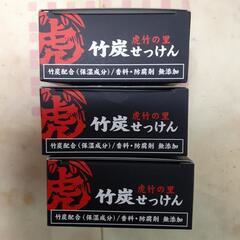 虎
虎竹の里
竹炭せっけん
竹炭配合(保湿成分)/香料・防腐剤 無添加
虎
虎竹の里
竹炭せっけん
竹炭配合(保湿成分)/香料・防腐剤 無添加
虎
虎竹の里
竹炭せっけん
竹炭配合(保湿成分)/香料・防腐剤 無添加